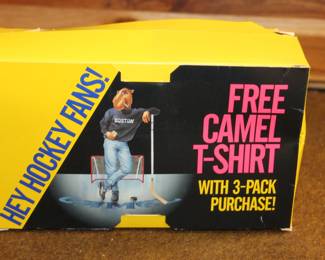 HEY HOCKEY FANS!
BOSTON
FREE
CAMEL
T-SHIRT
WITH 3-PACK
PURCHASE!